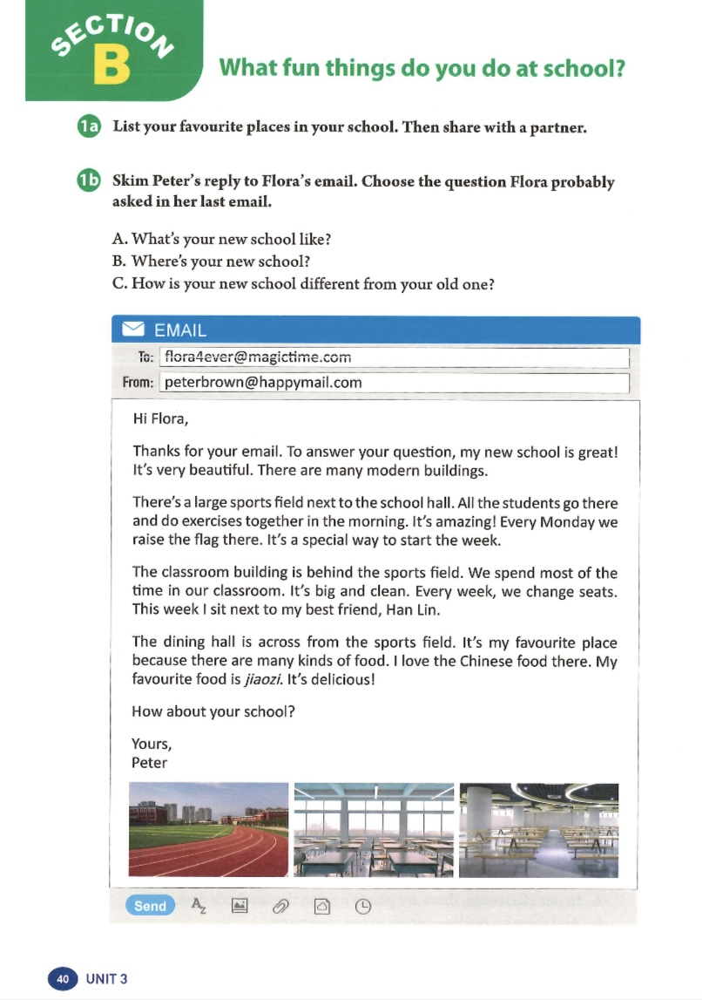 SECTION
B
What fun things do you do at school?
1a List your favourite places in your school. Then share with a partner.
1b Skim Peter's reply to Flora's email. Choose the question Flora probably
asked in her last email.
A. What's your new school like?
B. Where's your new school?
C. How is your new school different from your old one?
EMAIL
To: flora4ever@magictime.com
From: peterbrown@happymail.com
Hi Flora,
Thanks for your email. To answer your question, my new school is great!
It's very beautiful. There are many modern buildings.
There's a large sports field next to the school hall. All the students go there
and do exercises together in the morning. It's amazing! Every Monday we
raise the flag there. It's a special way to start the week.
The classroom building is behind the sports field. We spend most of the
time in our classroom. It's big and clean. Every week, we change seats.
This week I sit next to my best friend, Han Lin.
The dining hall is across from the sports field. It's my favourite place
because there are many kinds of food. I love the Chinese food there. My
favourite food is jiaozi. It's delicious!
How about your school?
Yours,
Peter
Send AZ
40 UNIT 3